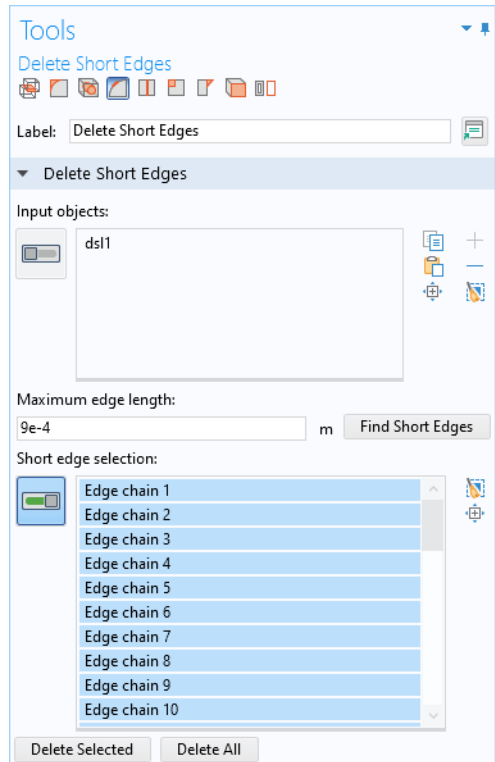 Tools
Delete Short Edges
Label: Delete Short Edges
Delete Short Edges
Input objects:
dsl1
Maximum edge length:
9e-4 m Find Short Edges
Short edge selection:
Edge chain 1
Edge chain 2
Edge chain 3
Edge chain 4
Edge chain 5
Edge chain 6
Edge chain 7
Edge chain 8
Edge chain 9
Edge chain 10
Delete Selected Delete All